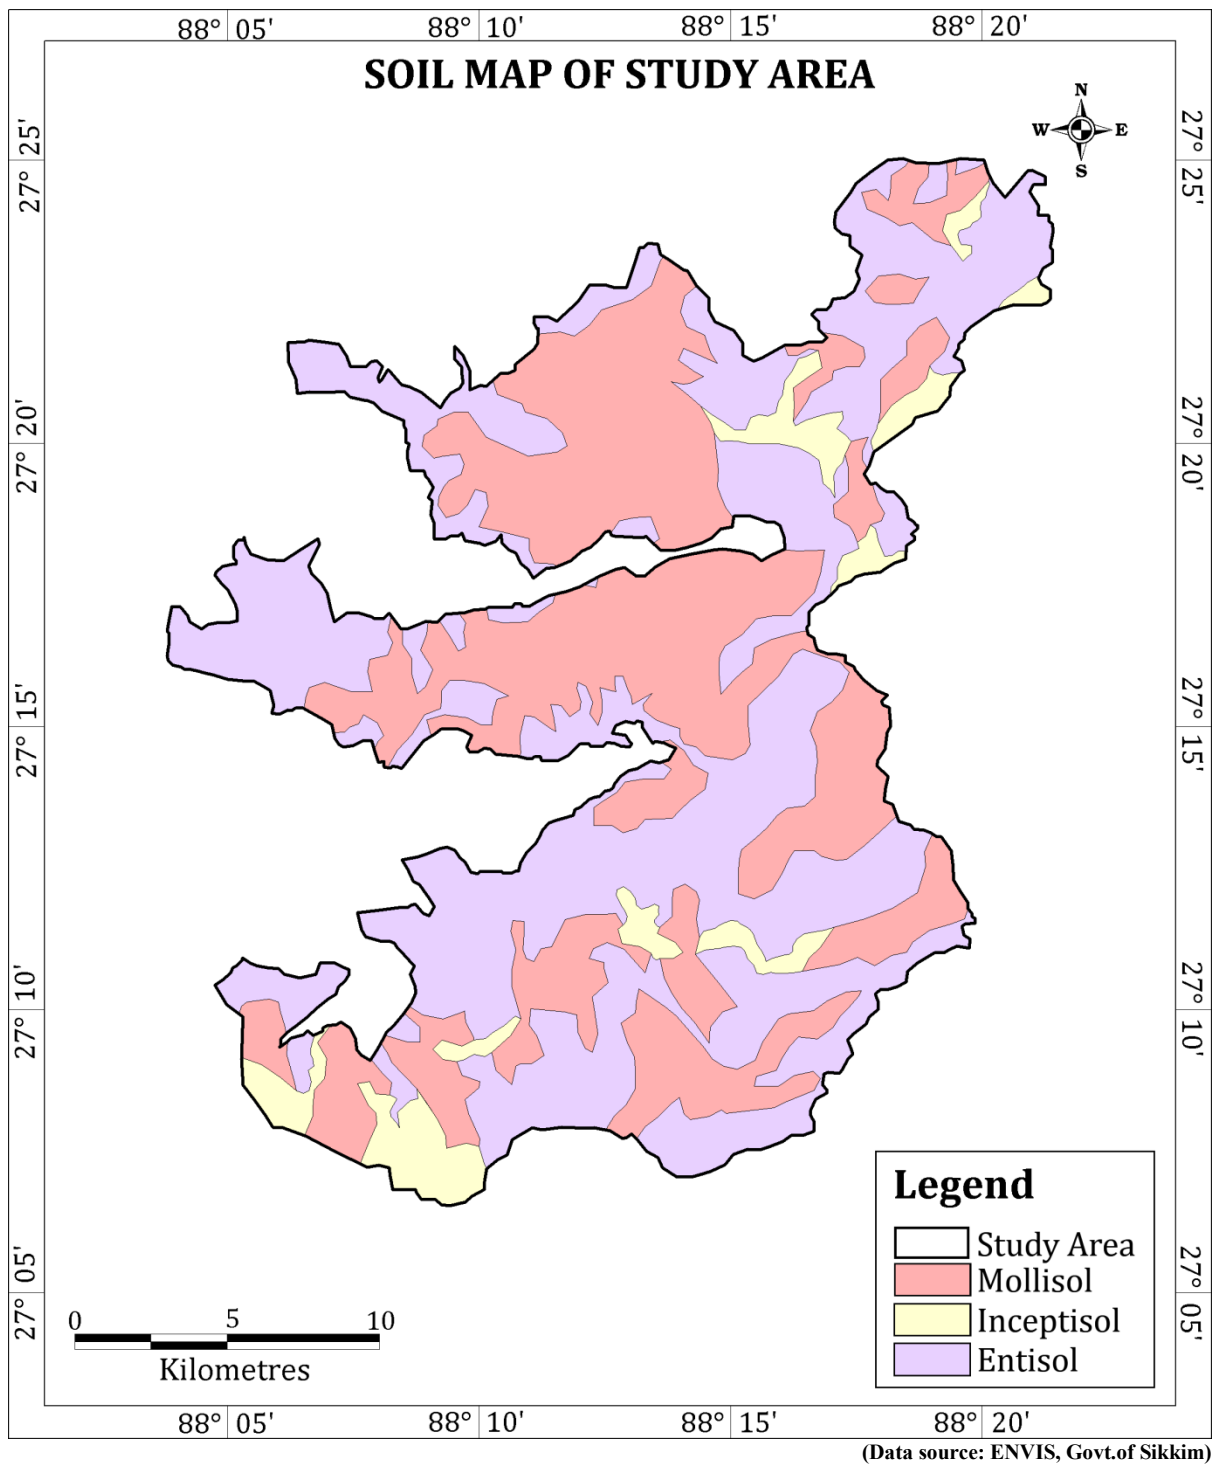 88° 05' 88° 10' 88° 15' 88° 20'
SOIL MAP OF STUDY AREA
N
W E
S
27° 25'
27° 20'
27° 15'
27° 10'
27° 05'
27° 25'
27° 20'
27° 15'
27° 10'
27° 05'
Legend
Study Area
Mollisol
Inceptisol
Entisol
0 5 10
Kilometres
88° 05' 88° 10' 88° 15' 88° 20'
(Data source: ENVIS, Govt.of Sikkim)